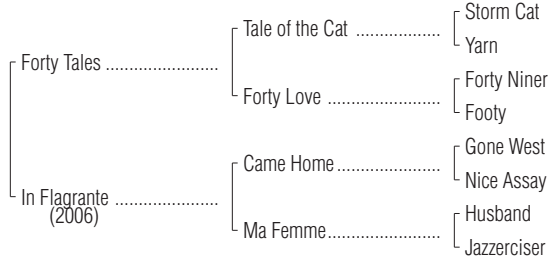 Storm Cat
Tale of the Cat ..................
Yarn
Forty Tales ........................
Forty Niner
Forty Love ........................
Footy
Gone West
Came Home ......................
Nice Assay
In Flagrante ......................
(2006)
Husband
Ma Femme ........................
Jazzerciser